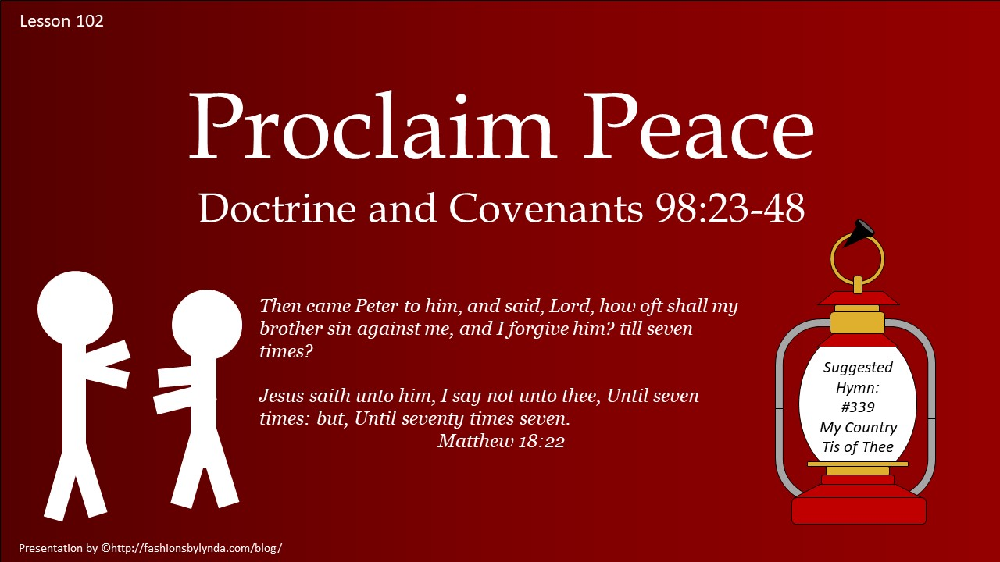 Lesson 102
Proclaim Peace
Doctrine and Covenants 98:23-48
Then came Peter to him, and said, Lord, how oft shall my
brother sin against me, and I forgive him? till seven
times?
Jesus saith unto him, I say not unto thee, Until seven
times: but, Until seventy times seven.
Matthew 18:22
Suggested
Hymn:
#339
My Country
Tis of Thee
Presentation by ©http://fashionsbylynda.com/blog/